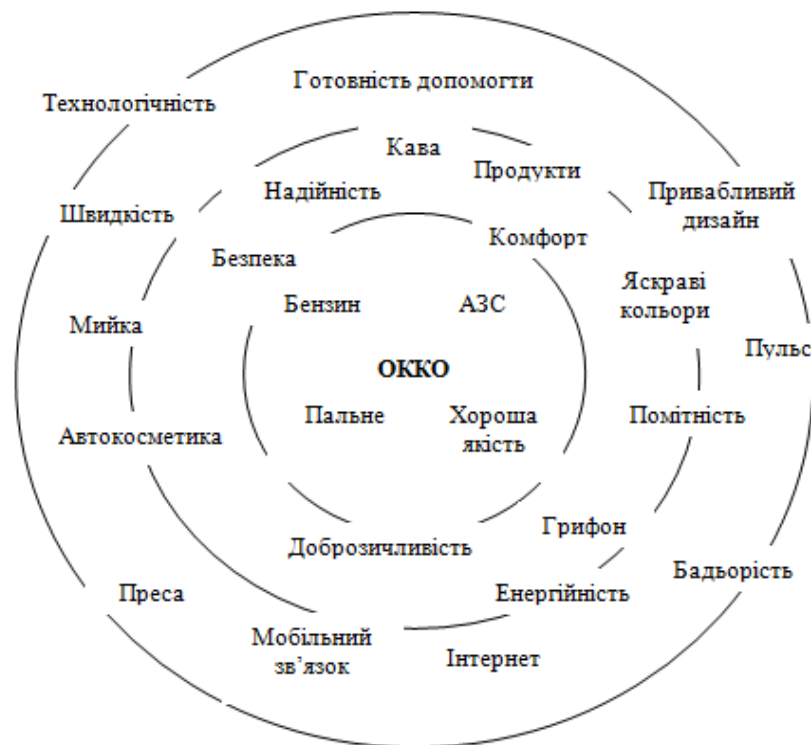 Готовність допомогти
Технологічність
Кава
Продукти
Надійність
Привабливий
дизайн
Швидкість
Комфорт
Безпека
Яскраві
кольори
Бензин
АЗС
Мийка
Пульс
ОККО
Пальне
Хороша
якість
Помітність
Автокосметика
Грифон
Доброзичливість
Бадьорість
Преса
Енергійність
Мобільний
зв’язок
Інтернет